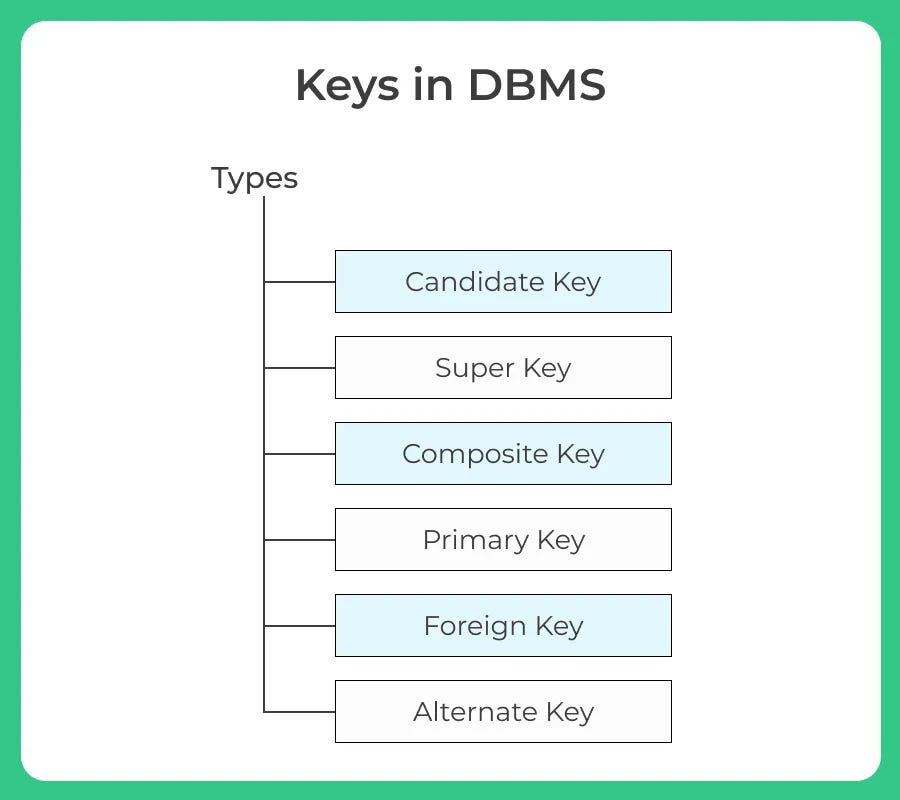 Keys in DBMS
Types
Candidate Key
Super Key
Composite Key
Primary Key
Foreign Key
Alternate Key